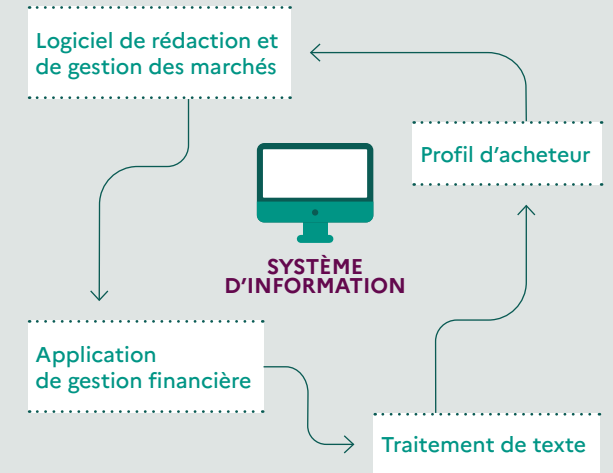 Logiciel de rédaction et
de gestion des marchés
Profil d'acheteur
SYSTÈME
D'INFORMATION
Application
de gestion financière
Traitement de texte